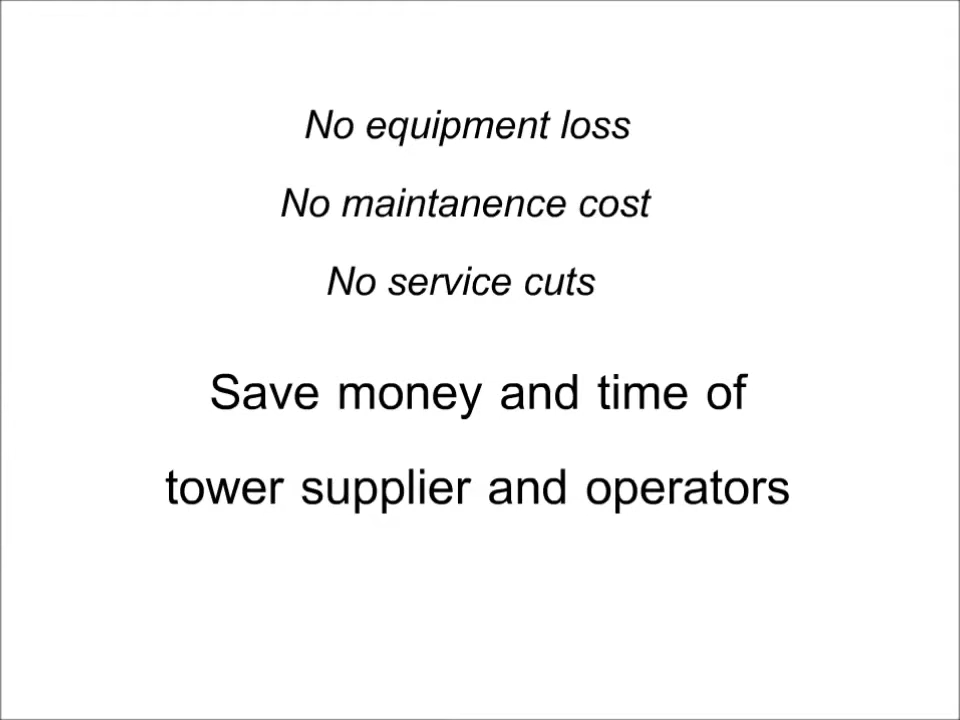 No equipment loss
No maintanence cost
No service cuts
Save money and time of
tower supplier and operators